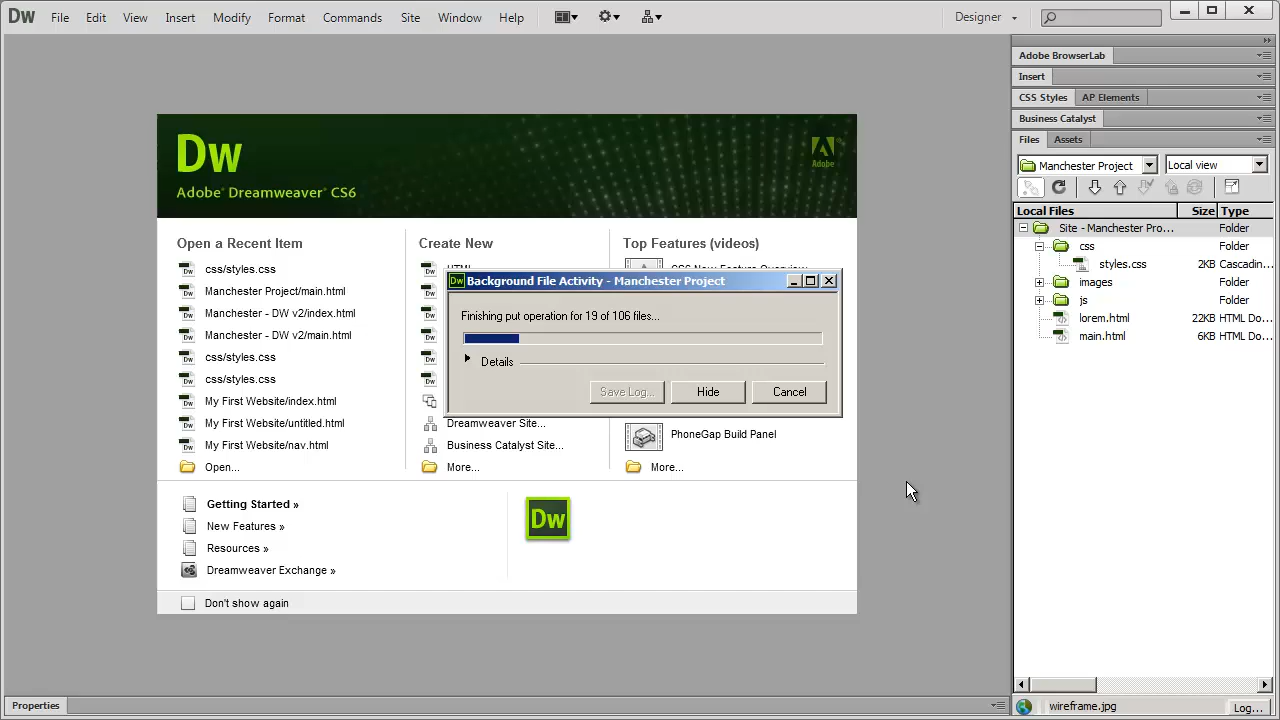 Dw File Edit View Insert Modify Format Commands Site Window Help Designer
Adobe BrowserLab
Insert
CSS Styles AP Elements
Business Catalyst
Files Assets
Manchester Project Local view
Local Files Size Type
Site - Manchester Pro... Folder
css Folder
styles.css 2KB Cascadin...
images Folder
js Folder
lorem.html 22KB HTML Do...
main.html 6KB HTML Do...
wireframe.jpg Log...
Dw
Adobe® Dreamweaver® CS6
Adobe
Open a Recent Item
css/styles.css
Manchester Project/main.html
Manchester - DW v2/index.html
Manchester - DW v2/main.html
css/styles.css
css/styles.css
My First Website/index.html
My First Website/untitled.html
My First Website/nav.html
Open...
Create New
Dreamweaver Site...
Business Catalyst Site...
More...
Top Features (videos)
PhoneGap Build Panel
More...
Dw Background File Activity - Manchester Project
Finishing put operation for 19 of 106 files...
Details
Save Log... Hide Cancel
Getting Started »
New Features »
Resources »
Dreamweaver Exchange »
Dw
Don't show again
Properties